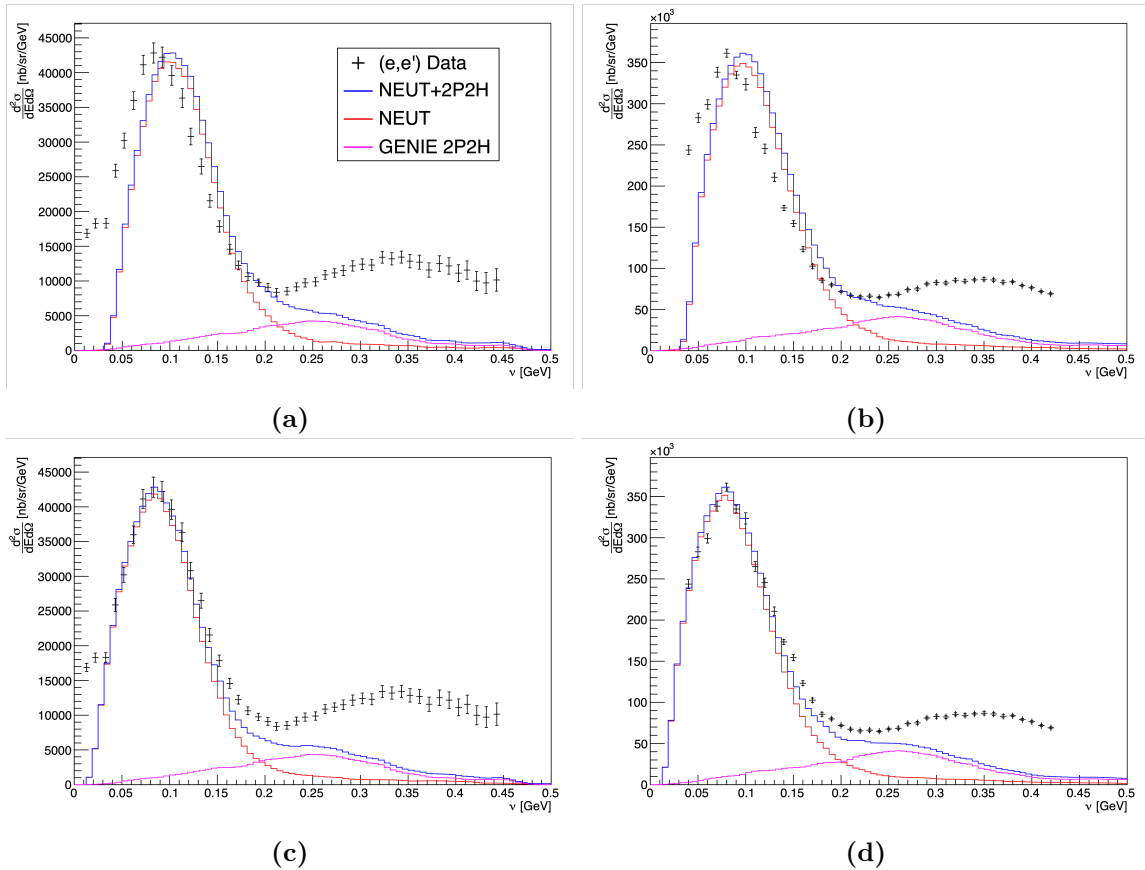 d²σ/dEdΩ [nb/sr/GeV]
45000
40000
35000
30000
25000
20000
15000
10000
5000
0
(e,e') Data
NEUT+2P2H
NEUT
GENIE 2P2H
0 0.05 0.1 0.15 0.2 0.25 0.3 0.35 0.4 0.45 0.5
ν [GeV]
(a)
×10³
d²σ/dEdΩ [nb/sr/GeV]
350
300
250
200
150
100
50
0
0 0.05 0.1 0.15 0.2 0.25 0.3 0.35 0.4 0.45 0.5
ν [GeV]
(b)
d²σ/dEdΩ [nb/sr/GeV]
45000
40000
35000
30000
25000
20000
15000
10000
5000
0
0 0.05 0.1 0.15 0.2 0.25 0.3 0.35 0.4 0.45 0.5
ν [GeV]
(c)
×10³
d²σ/dEdΩ [nb/sr/GeV]
350
300
250
200
150
100
50
0
0 0.05 0.1 0.15 0.2 0.25 0.3 0.35 0.4 0.45 0.5
ν [GeV]
(d)